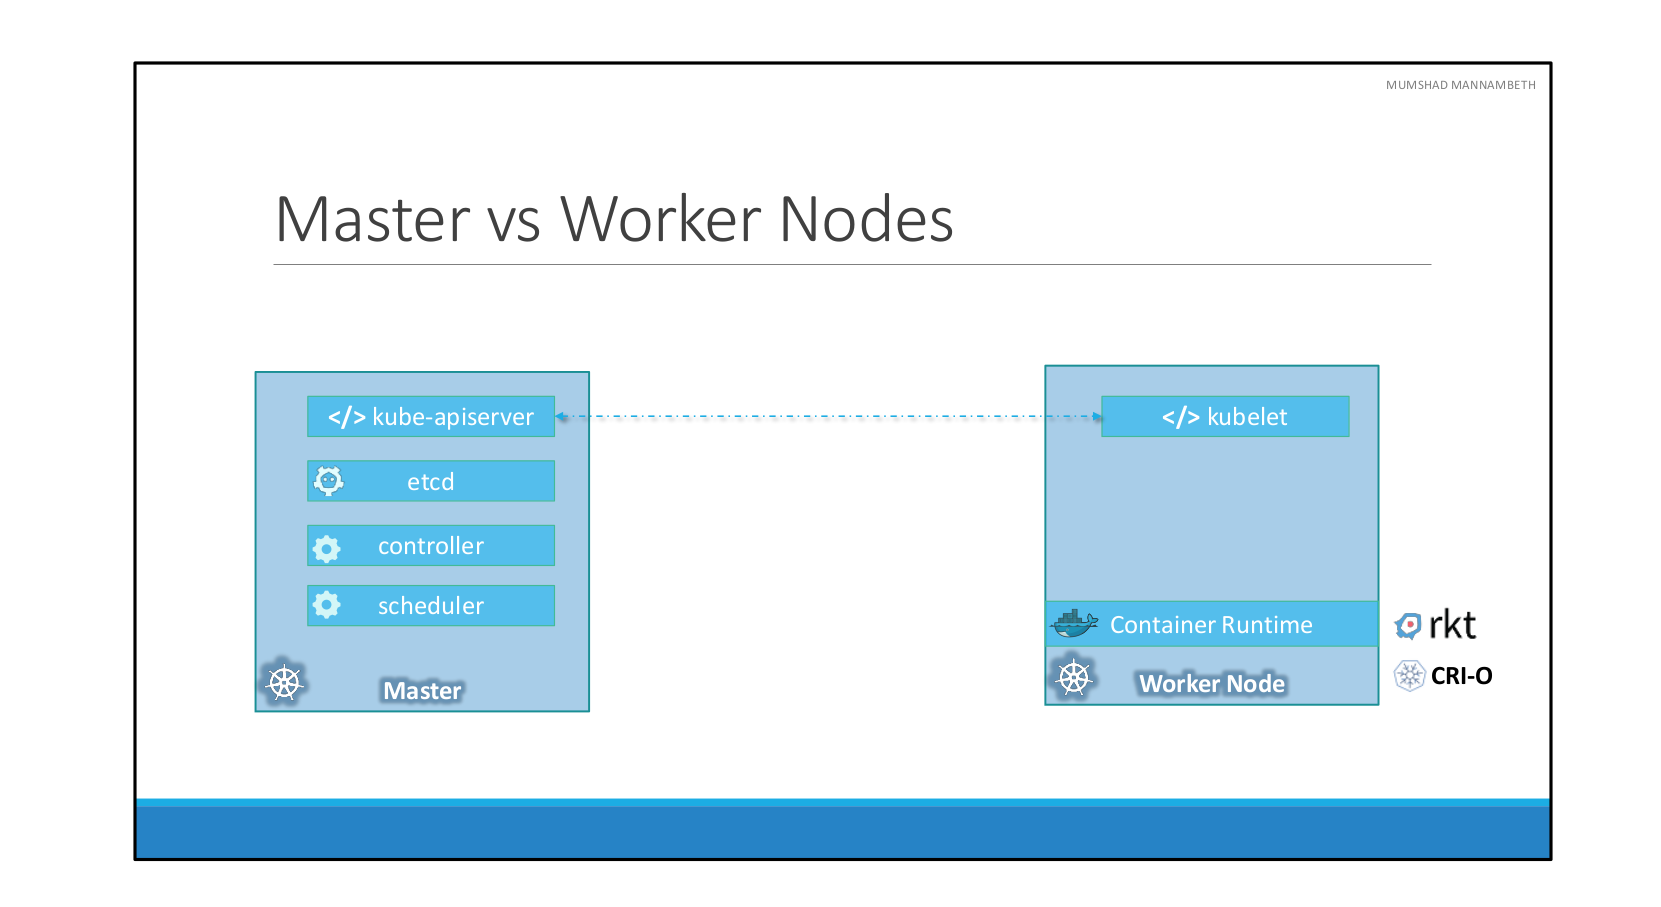 MUMSHAD MANNAMBETH
Master vs Worker Nodes
</> kube-apiserver
</> kubelet
etcd
controller
scheduler
Container Runtime
rkt
CRI-O
Master
Worker Node